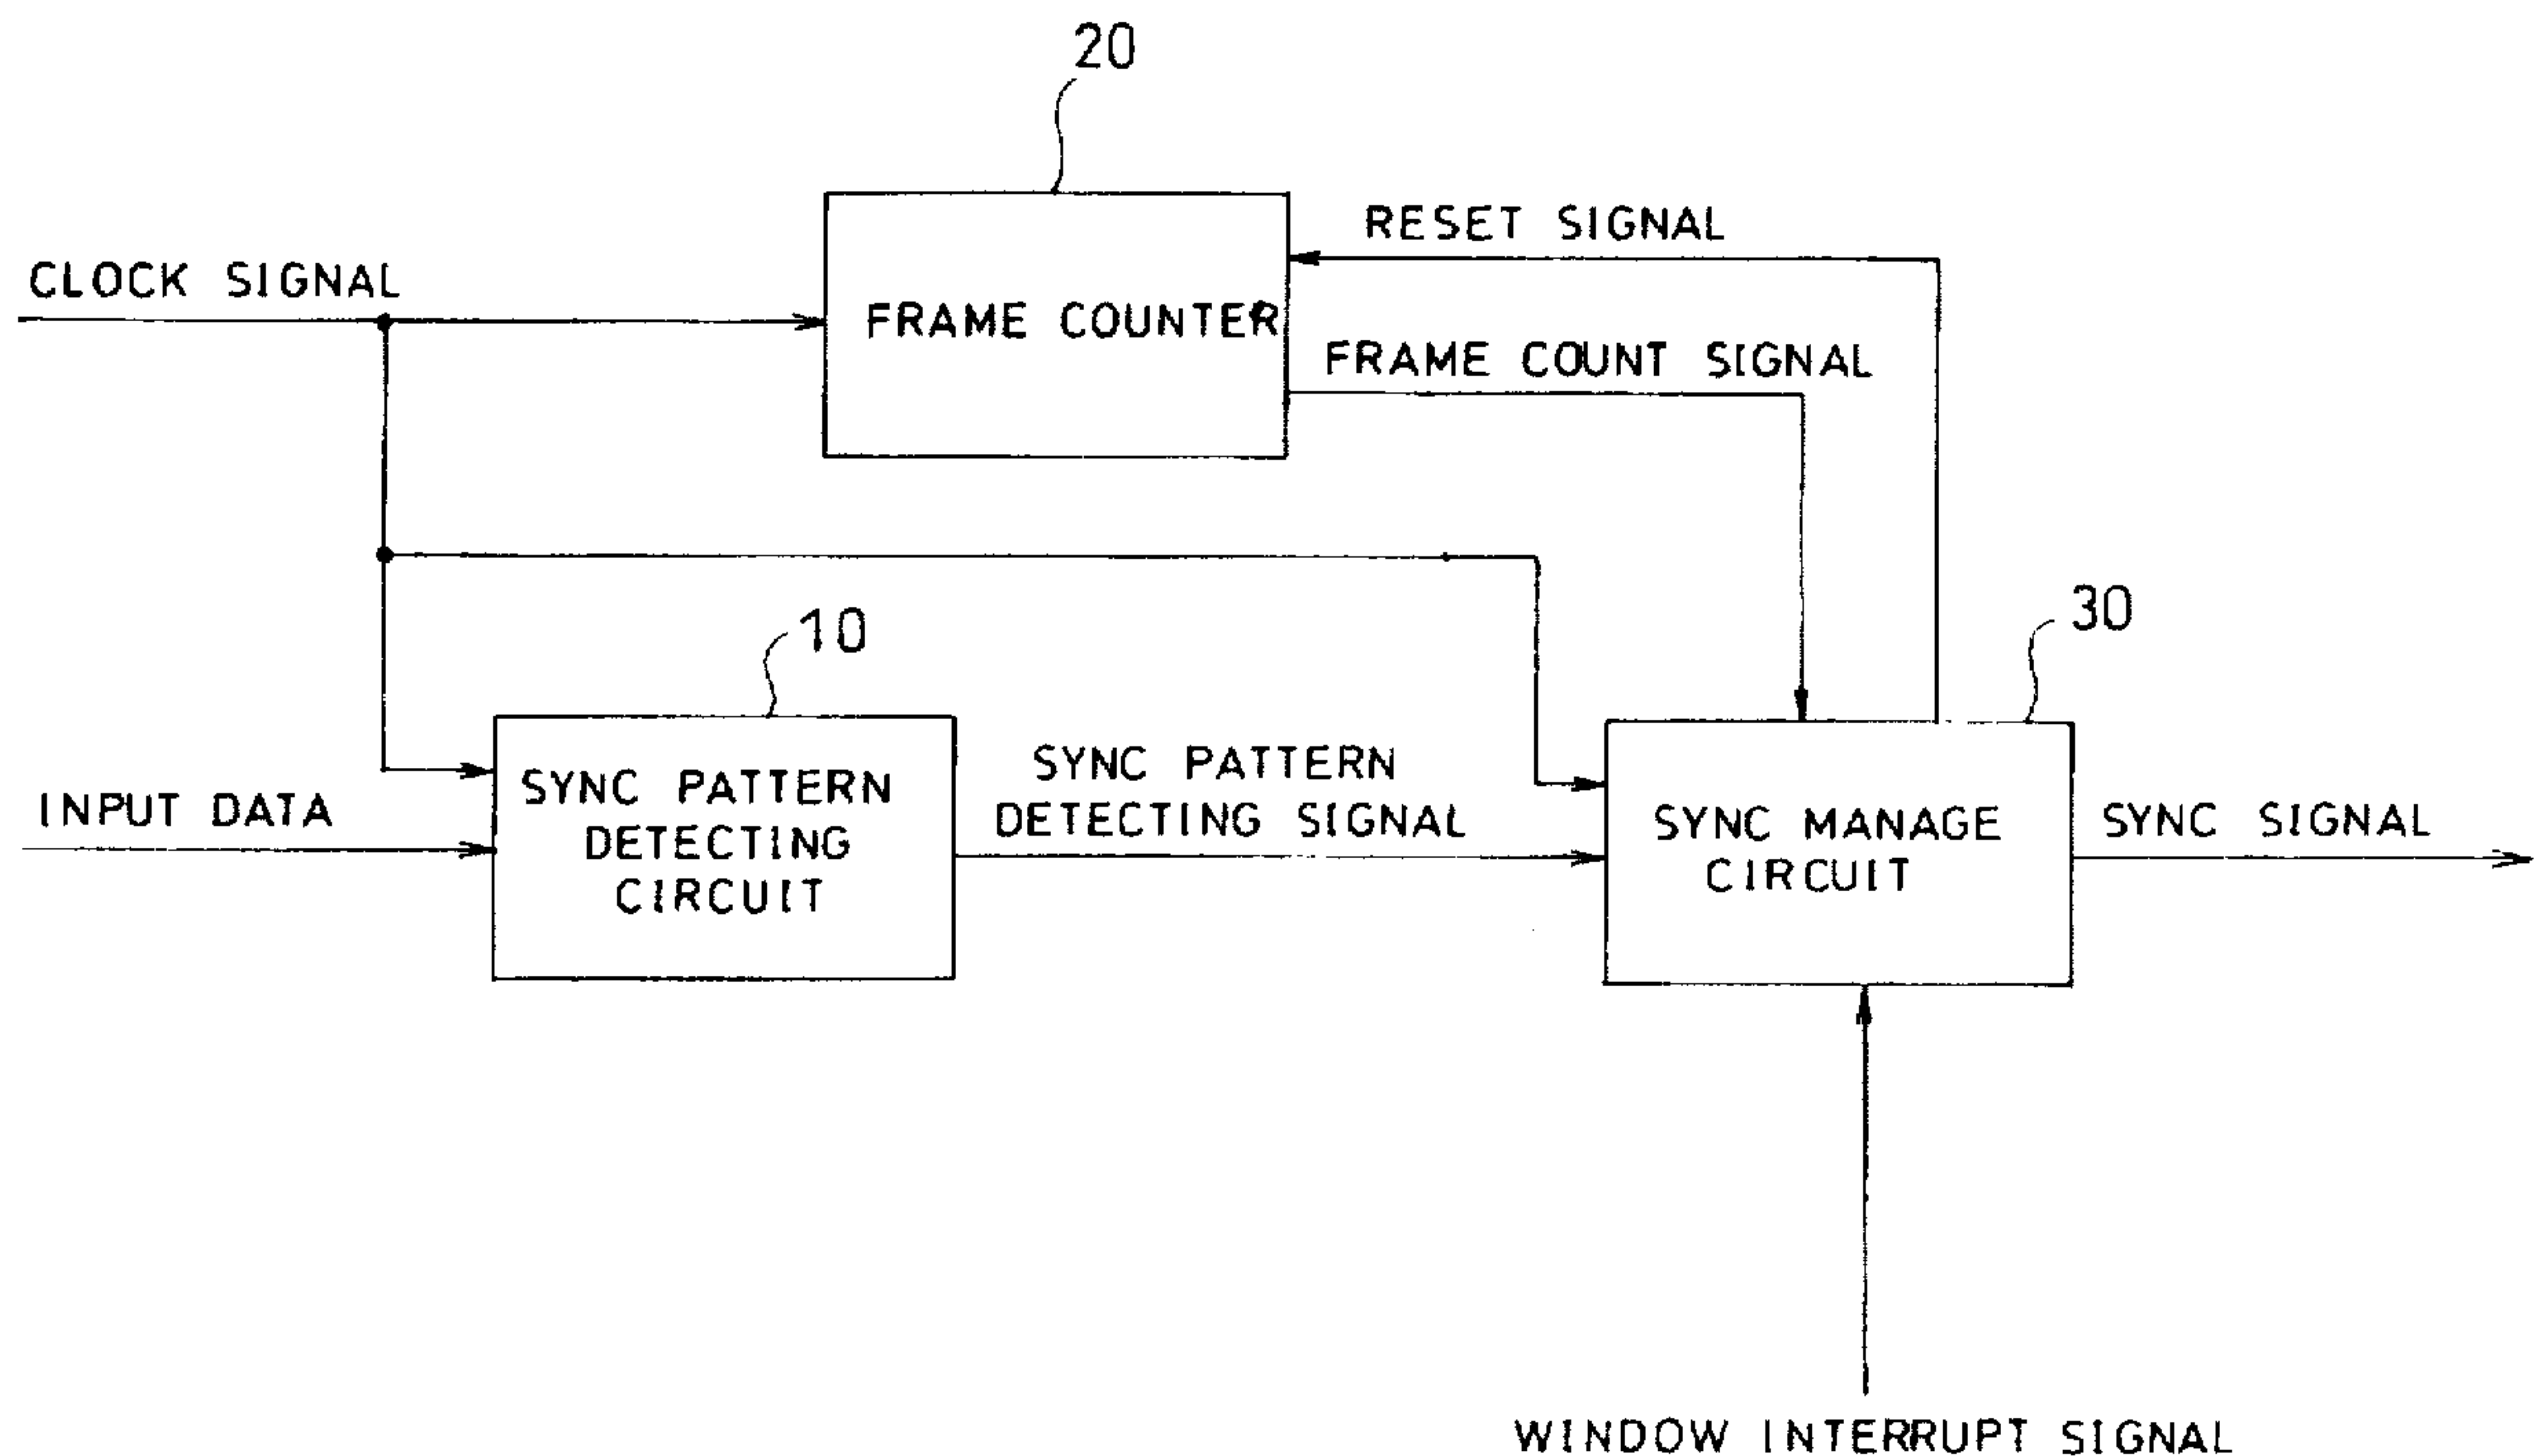 20
RESET SIGNAL
CLOCK SIGNAL
FRAME COUNTER
FRAME COUNT SIGNAL
30
10
SYNC PATTERN
DETECTING SIGNAL
SYNC PATTERN
DETECTING
CIRCUIT
INPUT DATA
SYNC MANAGE
CIRCUIT
SYNC SIGNAL
WINDOW INTERRUPT SIGNAL